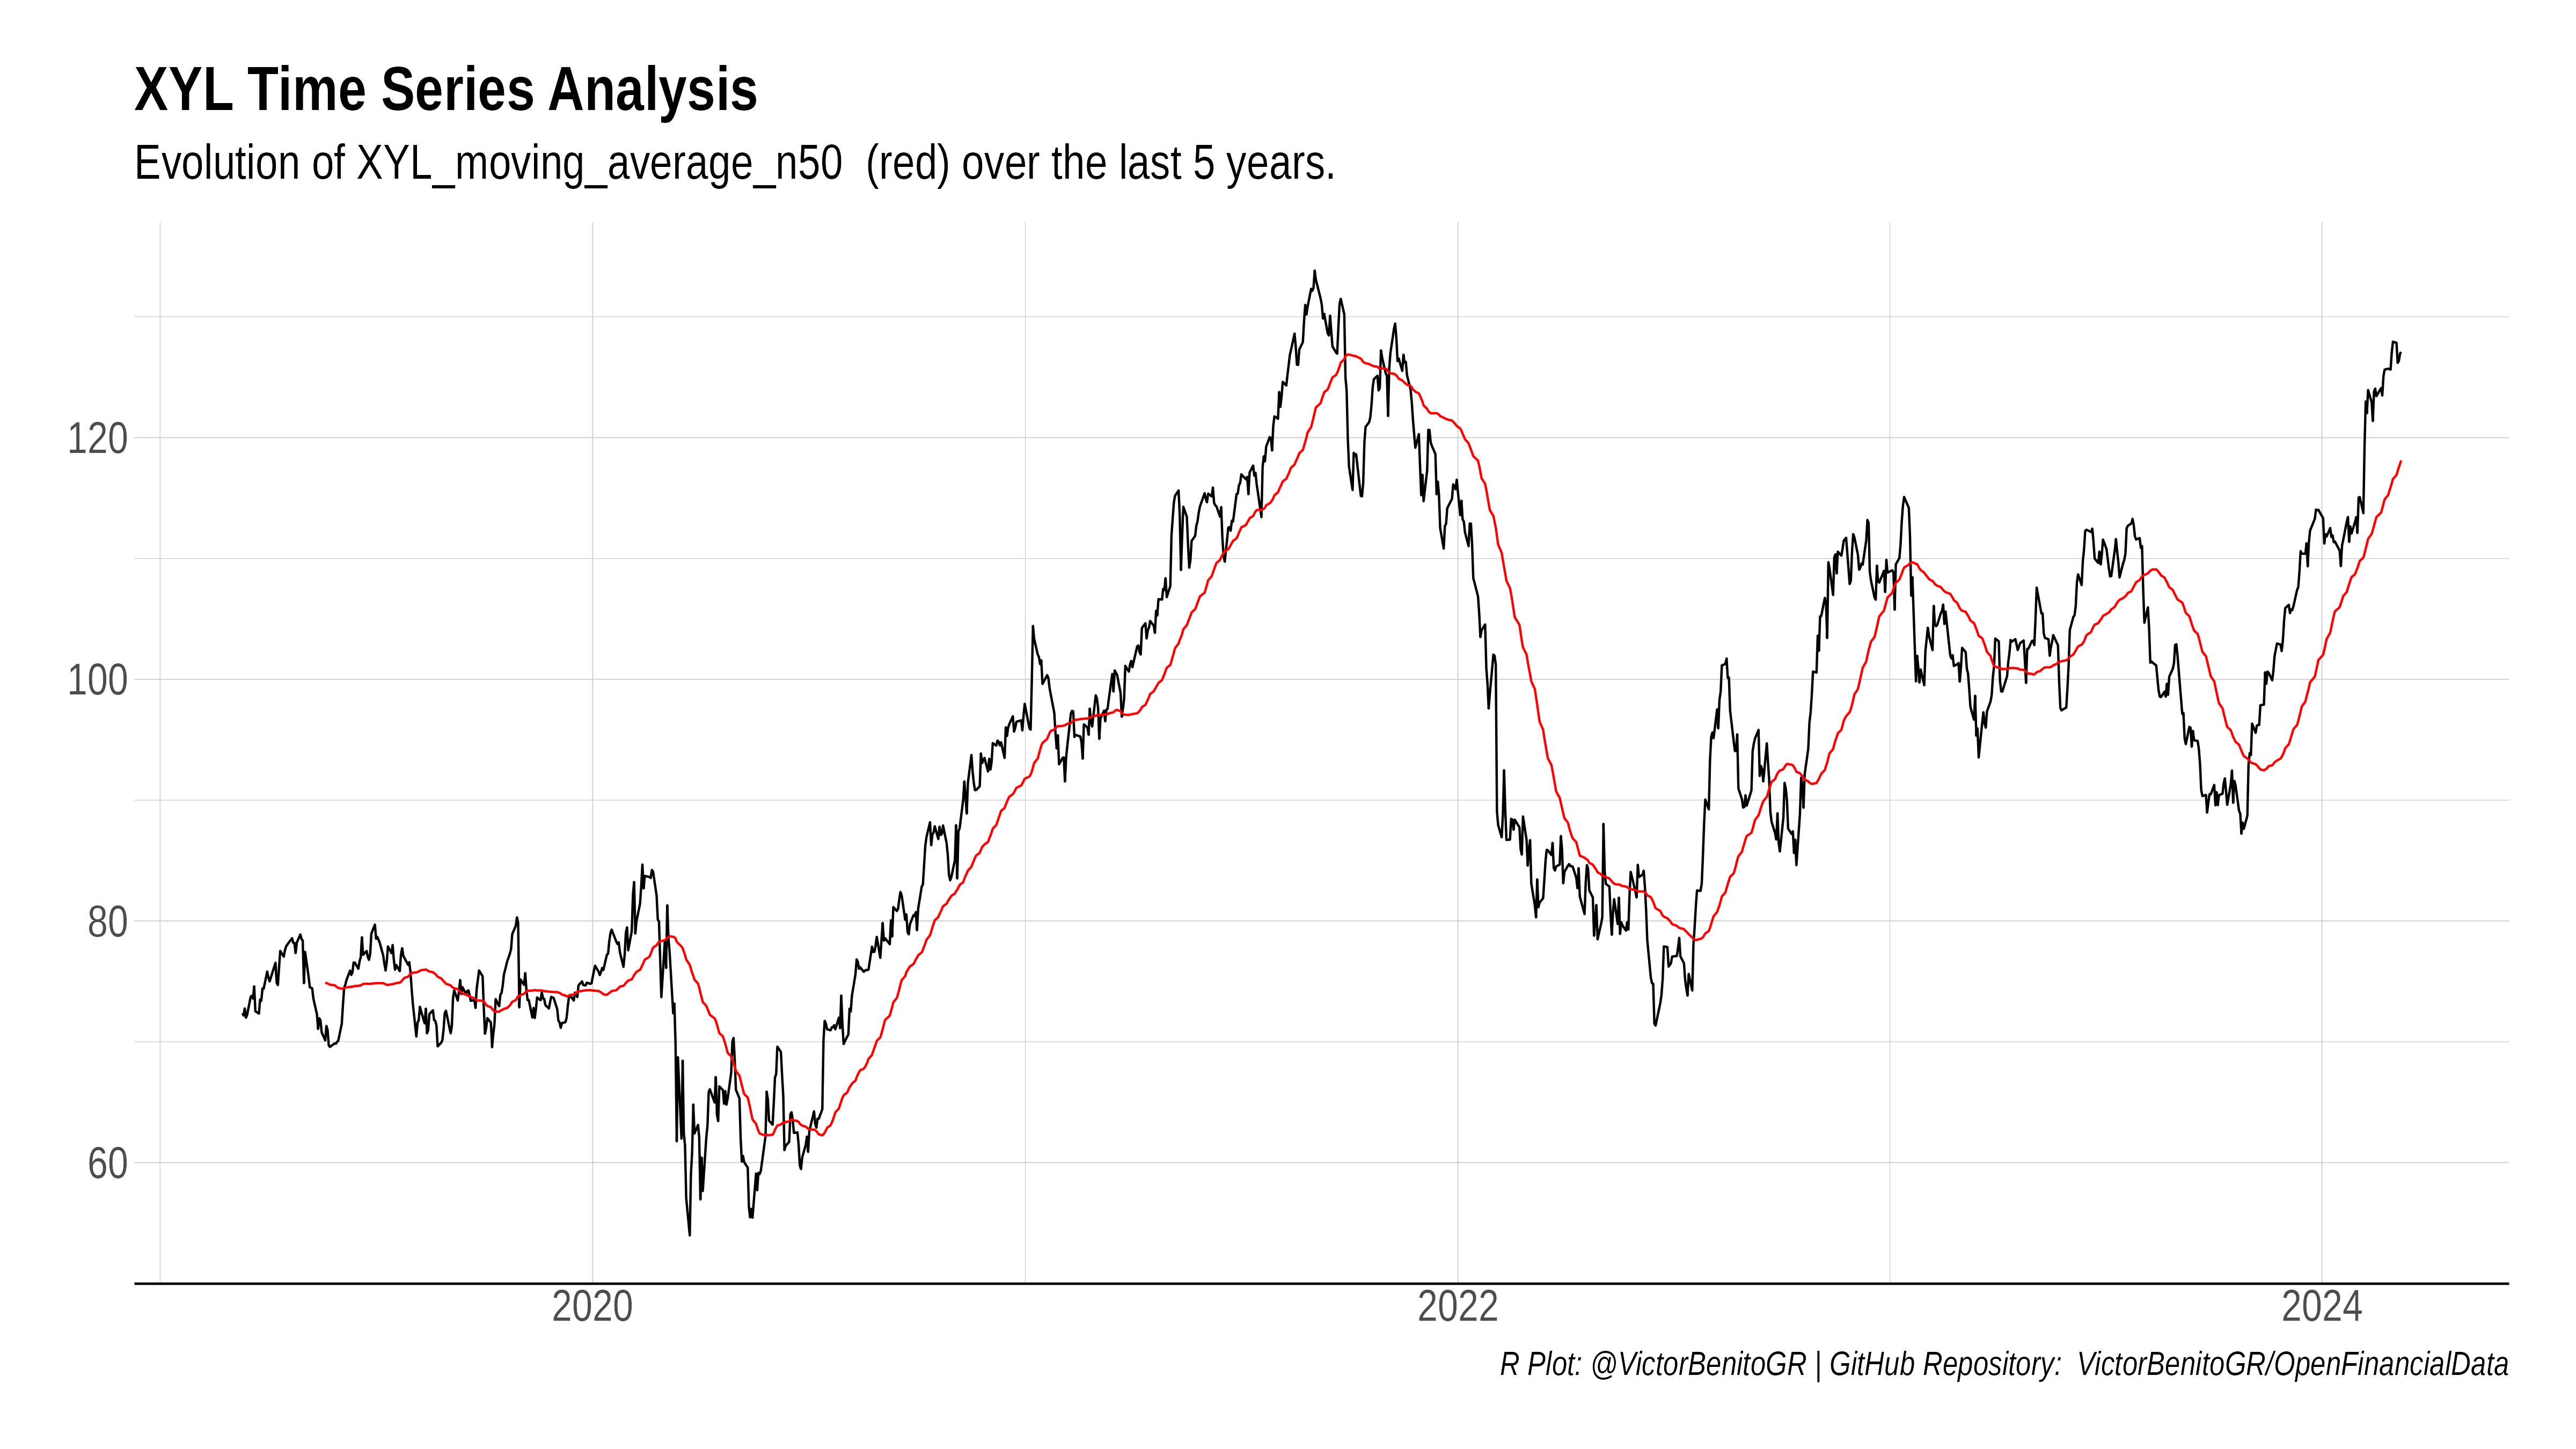 XYL Time Series Analysis
Evolution of XYL_moving_average_n50  (red) over the last 5 years.
120
100
80
60
2020 2022 2024
R Plot: @VictorBenitoGR | GitHub Repository:  VictorBenitoGR/OpenFinancialData